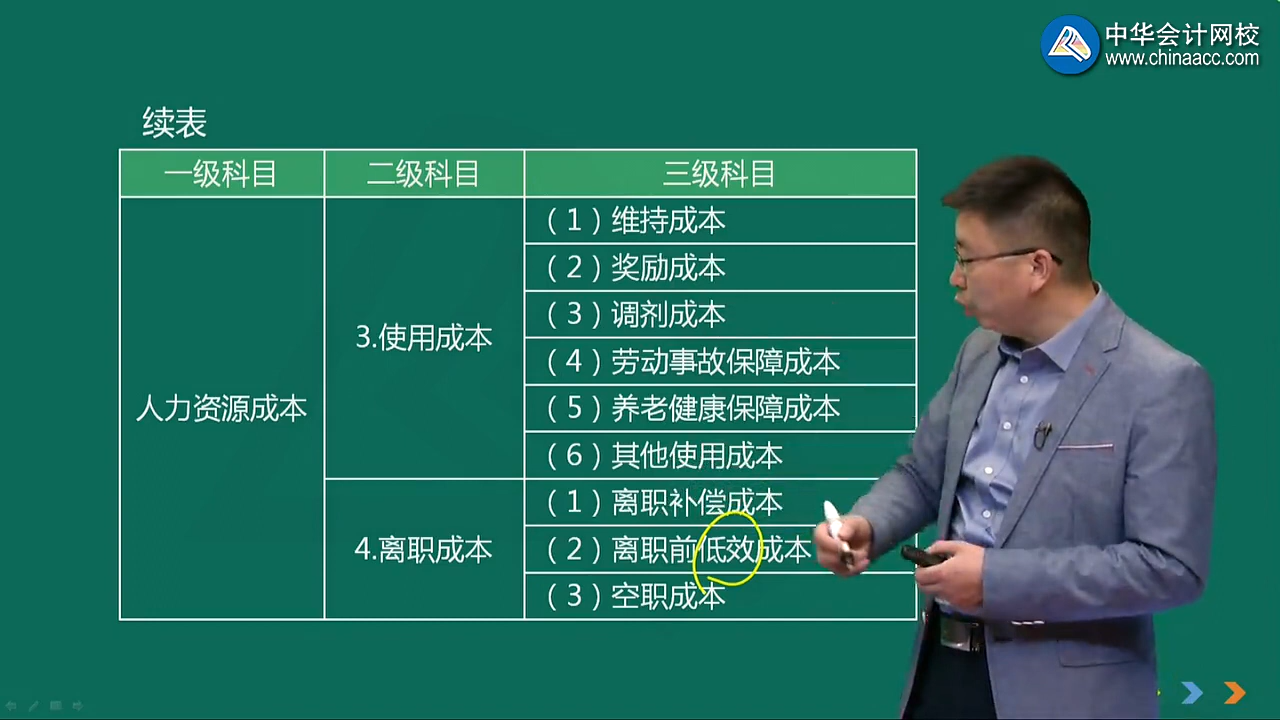 中华会计网校
www.chinaacc.com
续表
一级科目 二级科目 三级科目
人力资源成本
3.使用成本
（1）维持成本
（2）奖励成本
（3）调剂成本
（4）劳动事故保障成本
（5）养老健康保障成本
（6）其他使用成本
4.离职成本
（1）离职补偿成本
（2）离职前低效成本
（3）空职成本